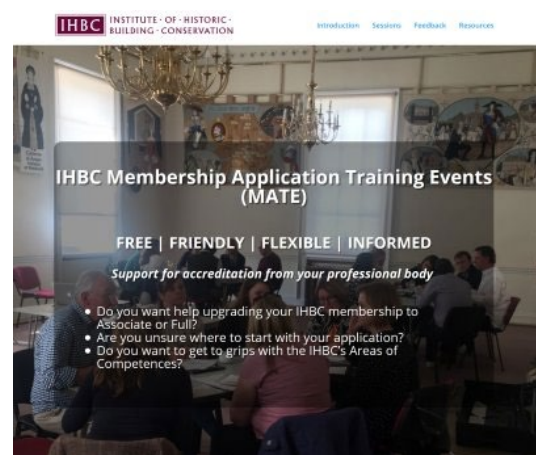 IHBC INSTITUTE · OF · HISTORIC ·
BUILDING · CONSERVATION
Introduction Sessions Feedback Resources
IHBC Membership Application Training Events
(MATE)
FREE | FRIENDLY | FLEXIBLE | INFORMED
Support for accreditation from your professional body
• Do you want help upgrading your IHBC membership to
Associate or Full?
• Are you unsure where to start with your application?
• Do you want to get to grips with the IHBC's Areas of
Competences?